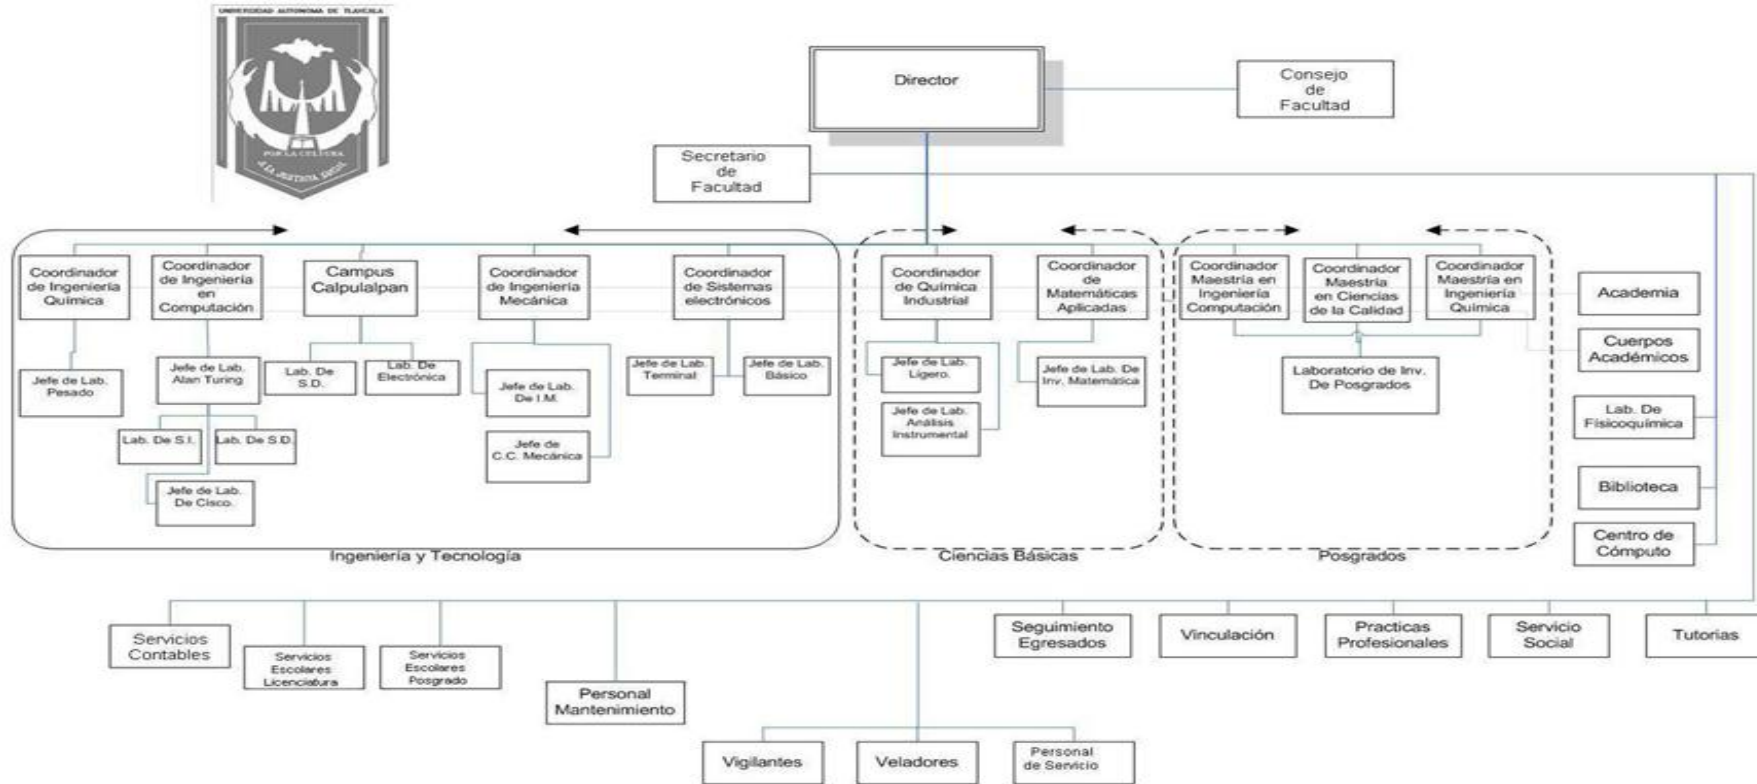 UNIVERSIDAD AUTONOMA DE TLAXCALA
POR LA CULTURA
A LA JUSTICIA SOCIAL
Director
Consejo
de
Facultad
Secretario
de
Facultad
Coordinador
de Ingeniería
Química
Coordinador
de Ingeniería
en
Computación
Campus
Calpulalpan
Coordinador
de Ingeniería
Mecánica
Coordinador
de Sistemas
electrónicos
Coordinador
de Química
Industrial
Coordinador
de
Matemáticas
Aplicadas
Coordinador
Maestría en
Ingeniería
Computación
Coordinador
Maestría
en Ciencias
de la Calidad
Coordinador
Maestría en
Ingeniería
Química
Academia
Cuerpos
Académicos
Lab. De
Fisicoquímica
Biblioteca
Centro de
Cómputo
Jefe de Lab.
Pesado
Jefe de Lab.
Alan Turing
Lab. De S.I.
Lab. De S.D.
Jefe de Lab.
De Cisco.
Lab. De
S.D.
Lab. De
Electrónica
Jefe de Lab.
De I.M.
Jefe de
C.C. Mecánica
Jefe de Lab.
Terminal
Jefe de Lab.
Básico
Jefe de Lab.
Ligero.
Jefe de Lab.
Análisis
Instrumental
Jefe de Lab. De
Inv. Matemática
Laboratorio de Inv.
De Posgrados
Ingeniería y Tecnología
Ciencias Básicas
Posgrados
Servicios
Contables
Servicios
Escolares
Licenciatura
Servicios
Escolares
Posgrado
Personal
Mantenimiento
Vigilantes
Veladores
Personal
de Servicio
Seguimiento
Egresados
Vinculación
Practicas
Profesionales
Servicio
Social
Tutorias